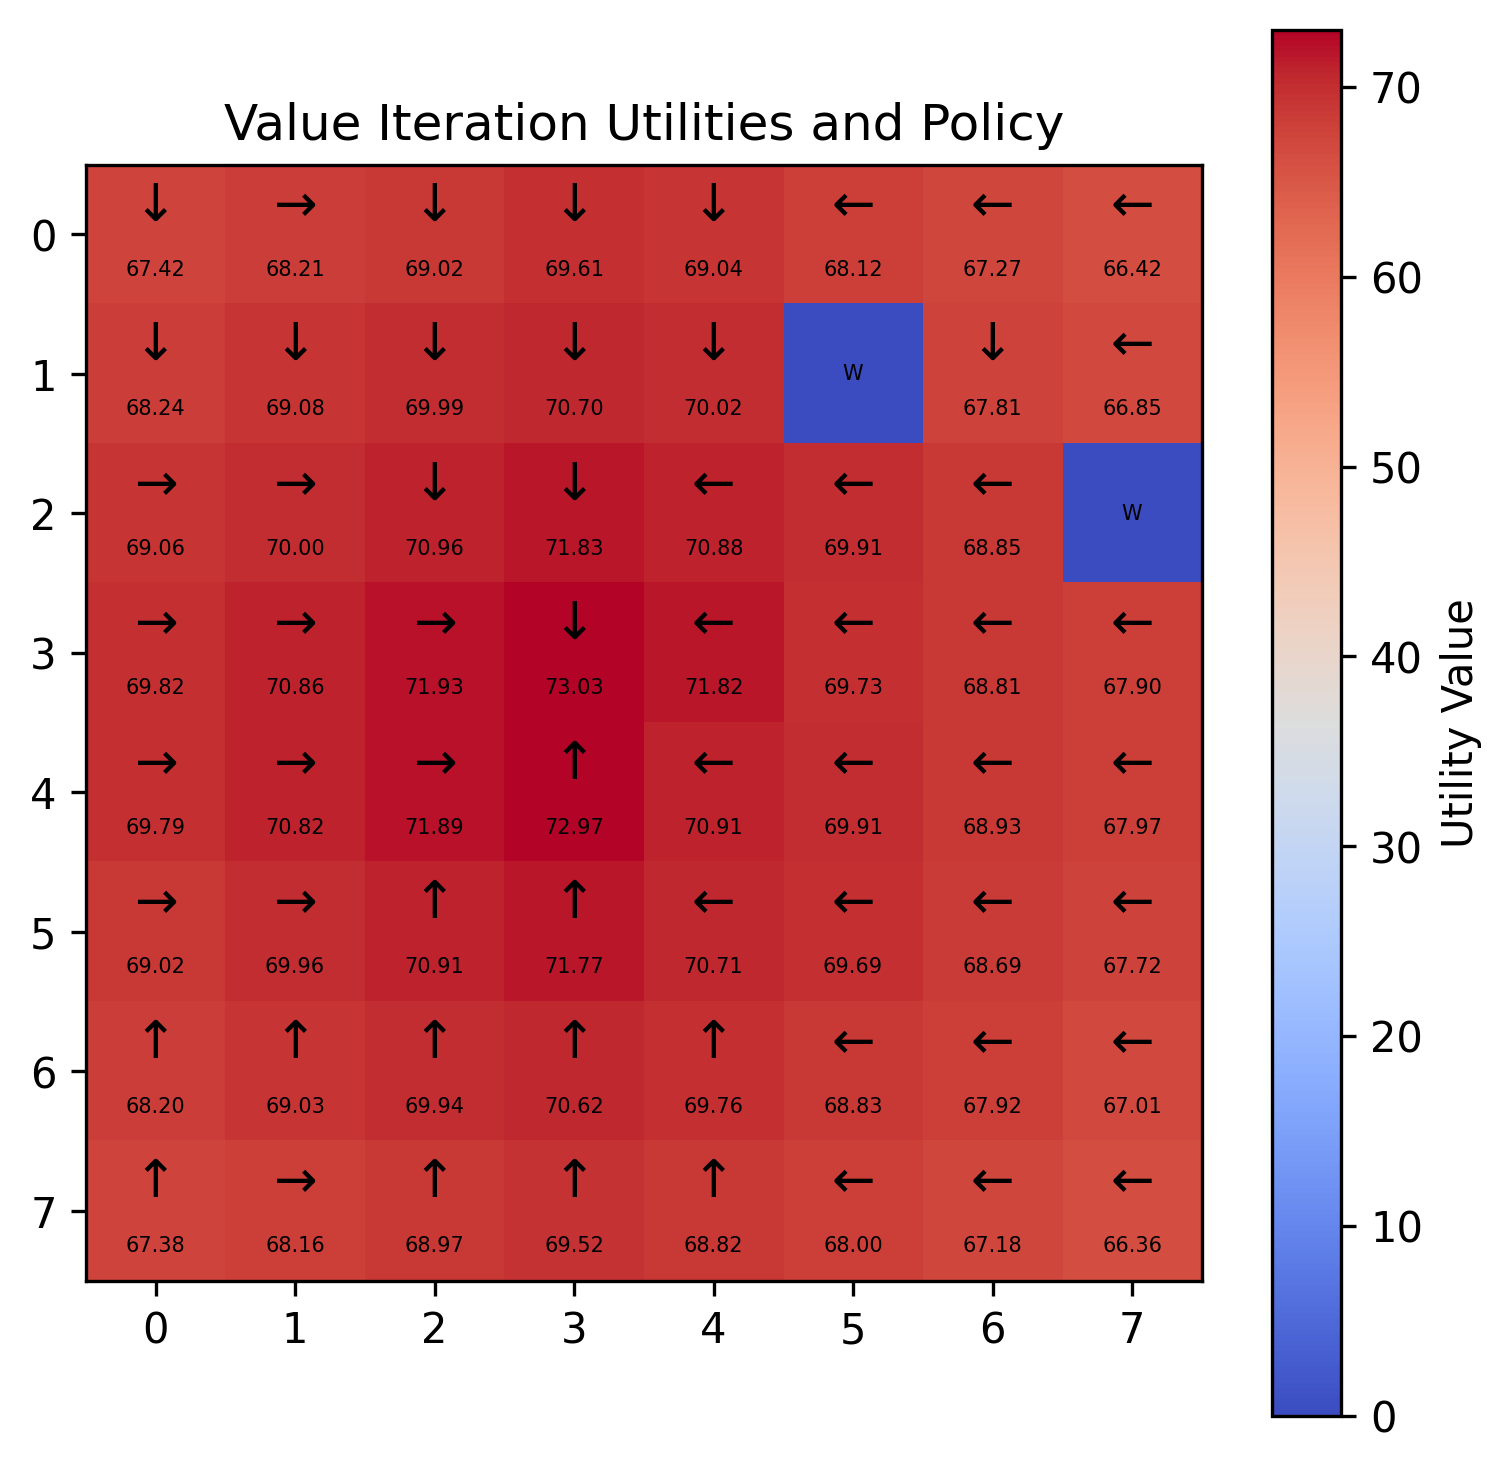 Value Iteration Utilities and Policy
0
↓ → ↓ ↓ ↓ ← ← ←
67.42 68.21 69.02 69.61 69.04 68.12 67.27 66.42
1
↓ ↓ ↓ ↓ ↓ W ↓ ←
68.24 69.08 69.99 70.70 70.02 67.81 66.85
2
→ → ↓ ↓ ← ← ← W
69.06 70.00 70.96 71.83 70.88 69.91 68.85
3
→ → → ↓ ← ← ← ←
69.82 70.86 71.93 73.03 71.82 69.73 68.81 67.90
4
→ → → ↑ ← ← ← ←
69.79 70.82 71.89 72.97 70.91 69.91 68.93 67.97
5
→ → ↑ ↑ ← ← ← ←
69.02 69.96 70.91 71.77 70.71 69.69 68.69 67.72
6
↑ ↑ ↑ ↑ ↑ ← ← ←
68.20 69.03 69.94 70.62 69.76 68.83 67.92 67.01
7
↑ → ↑ ↑ ↑ ← ← ←
67.38 68.16 68.97 69.52 68.82 68.00 67.18 66.36
0 1 2 3 4 5 6 7
70
60
50
40
30
20
10
0
Utility Value